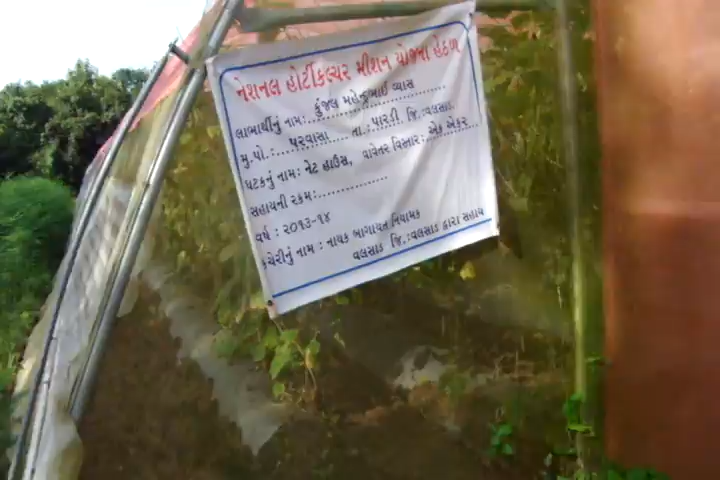 નેશનલ હોર્ટીકલ્ચર મીશન યોજના હેઠળ
લાભાર્થીનું નામ: કુંજલ મહેન્દ્રભાઈ વ્યાસ
મુ.પો.: પરવાસા તા.: પારડી જિ.: વલસાડ
ઘટકનું નામ: નેટ હાઉસ, વાવેતર વિસ્તાર: એક એકર
સહાયની રકમ:
વર્ષ : ૨૦૧૩-૧૪
કચેરીનું નામ : નાયબ બાગાયત નિયામક
વલસાડ જિ.:વલસાડ દ્વારા સહાય